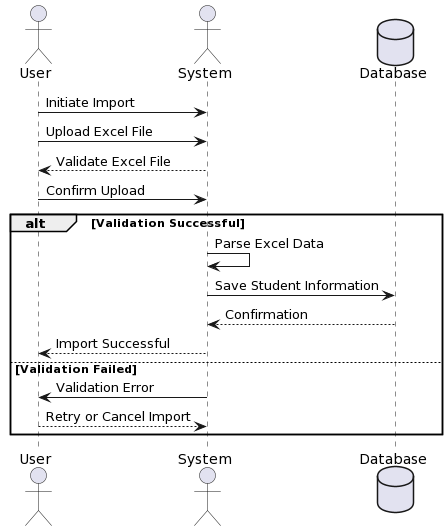 User
System
Database
Initiate Import
Upload Excel File
Validate Excel File
Confirm Upload
alt [Validation Successful]
Parse Excel Data
Save Student Information
Confirmation
Import Successful
[Validation Failed]
Validation Error
Retry or Cancel Import
User
System
Database